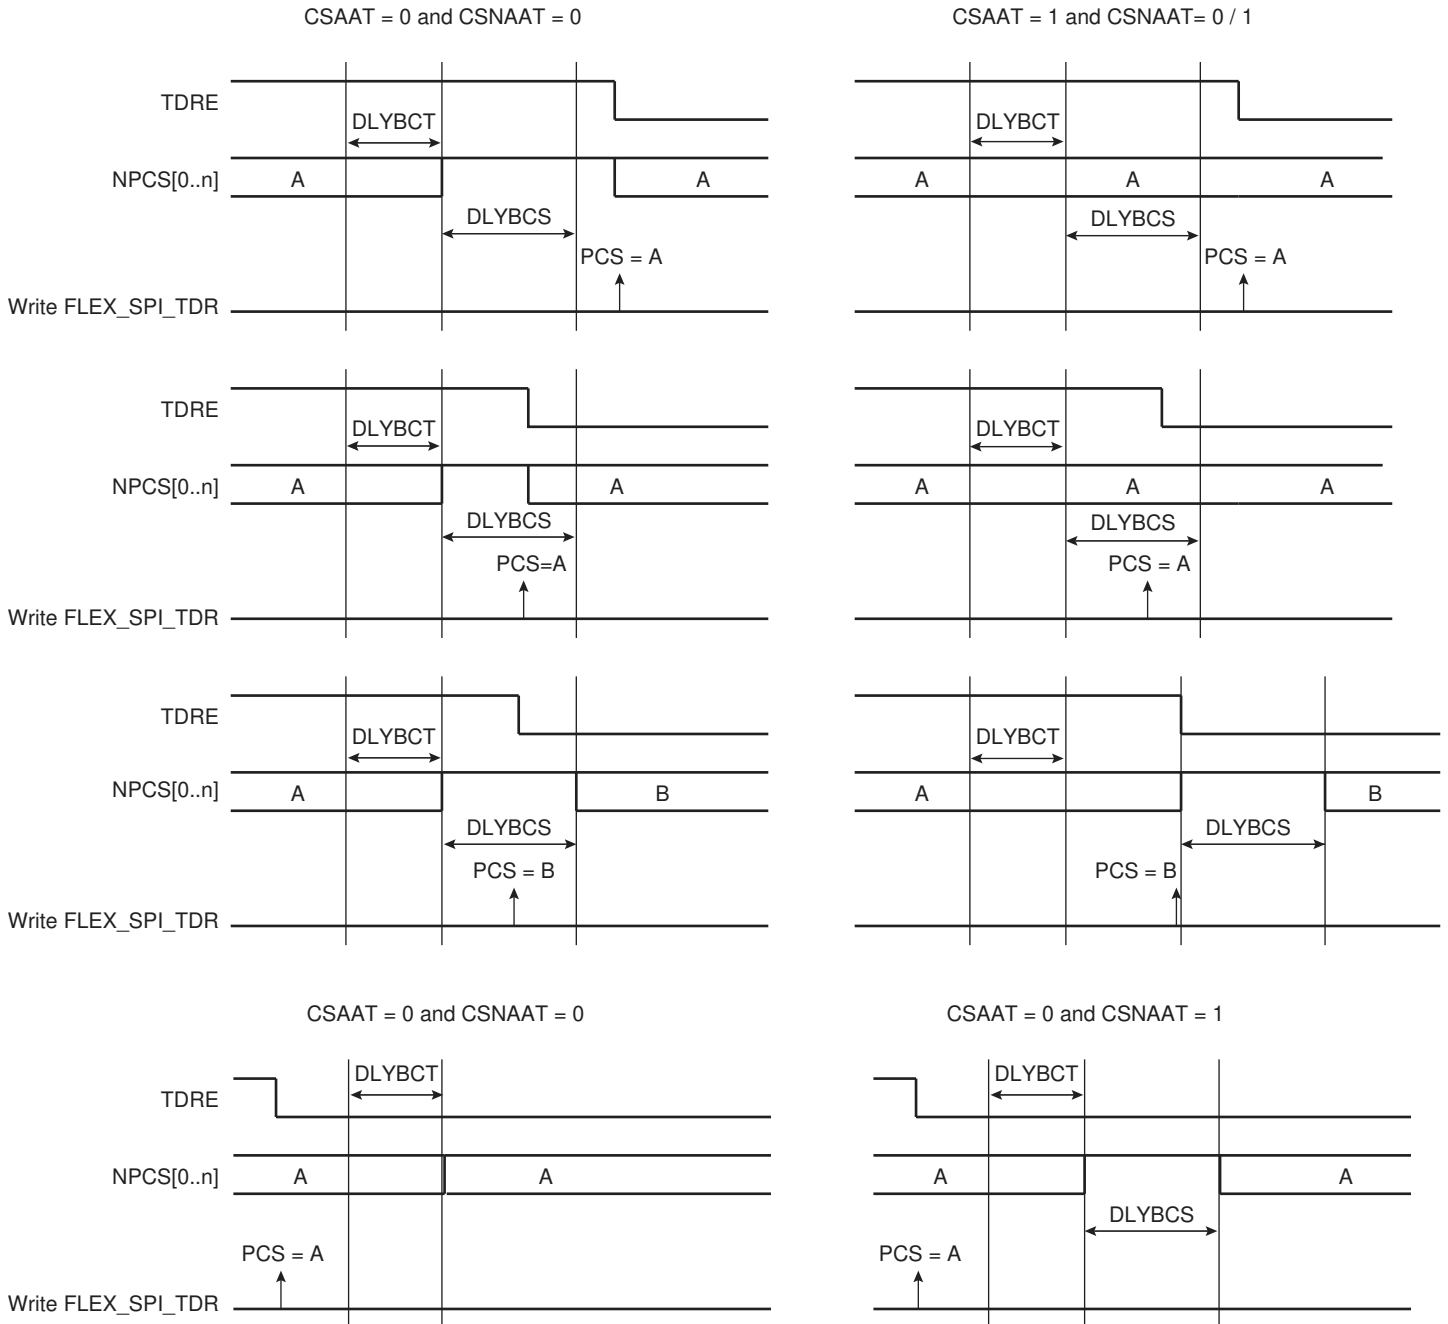 CSAAT = 0 and CSNAAT = 0
CSAAT = 1 and CSNAAT= 0 / 1
TDRE
DLYBCT
DLYBCT
NPCS[0..n]
A
A
A
A
A
DLYBCS
DLYBCS
PCS = A
PCS = A
Write FLEX_SPI_TDR
TDRE
DLYBCT
DLYBCT
NPCS[0..n]
A
A
A
A
A
DLYBCS
DLYBCS
PCS=A
PCS = A
Write FLEX_SPI_TDR
TDRE
DLYBCT
DLYBCT
NPCS[0..n]
A
B
A
B
DLYBCS
DLYBCS
PCS = B
PCS = B
Write FLEX_SPI_TDR
CSAAT = 0 and CSNAAT = 0
CSAAT = 0 and CSNAAT = 1
DLYBCT
DLYBCT
TDRE
NPCS[0..n]
A
A
A
A
DLYBCS
PCS = A
PCS = A
Write FLEX_SPI_TDR